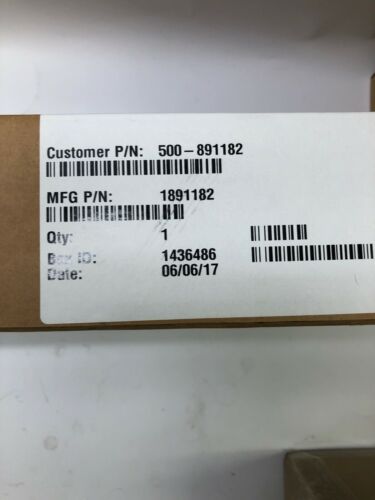 Customer P/N: 500-891182
MFG P/N: 1891182
Qty: 1
Box ID: 1436486
Date: 06/06/17